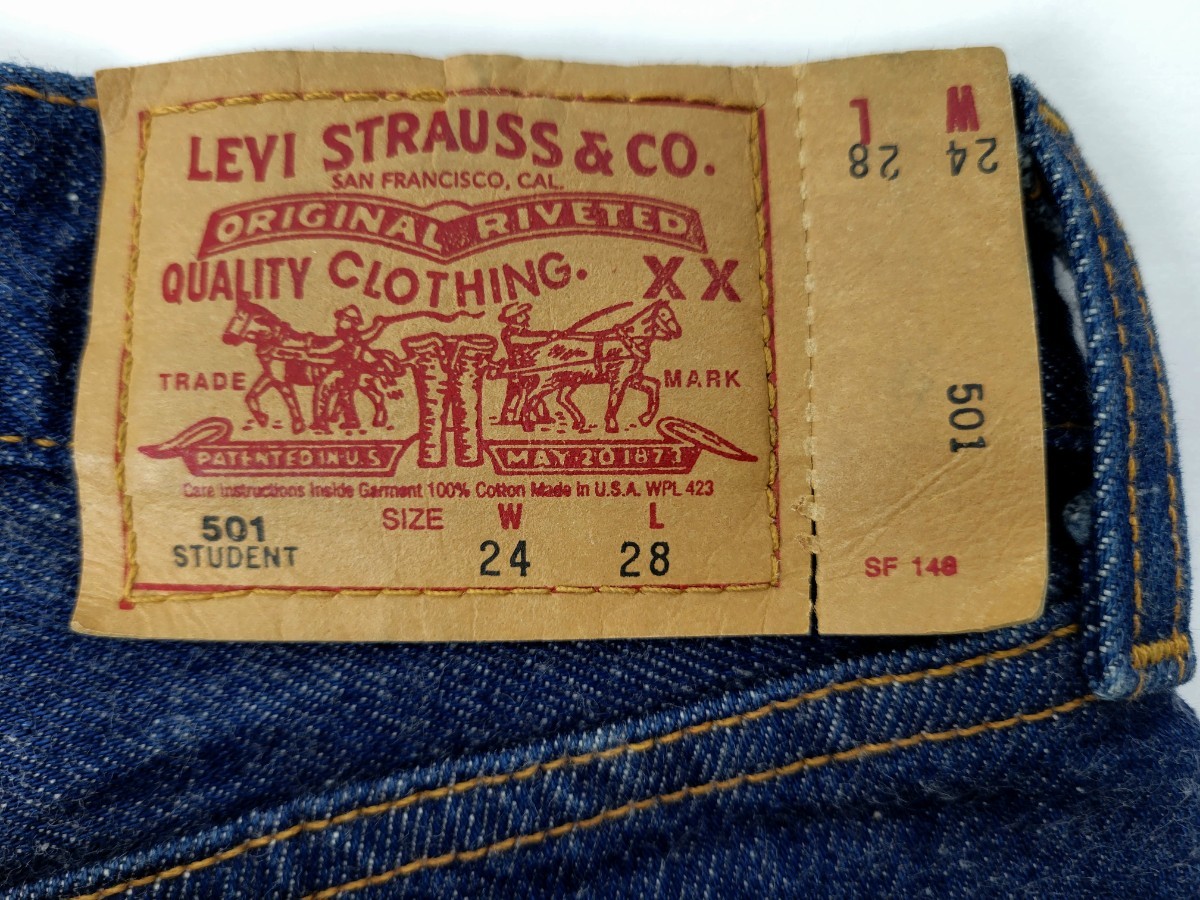 LEVI STRAUSS & CO.
SAN FRANCISCO, CAL.
ORIGINAL RIVETED
QUALITY CLOTHING. XX
TRADE MARK
PATENTED IN U.S MAY 20 1873
Care Instructions Inside Garment 100% Cotton Made in U.S.A. WPL 423
501 SIZE W L
STUDENT 24 28
W L
24 28
501
SF 148